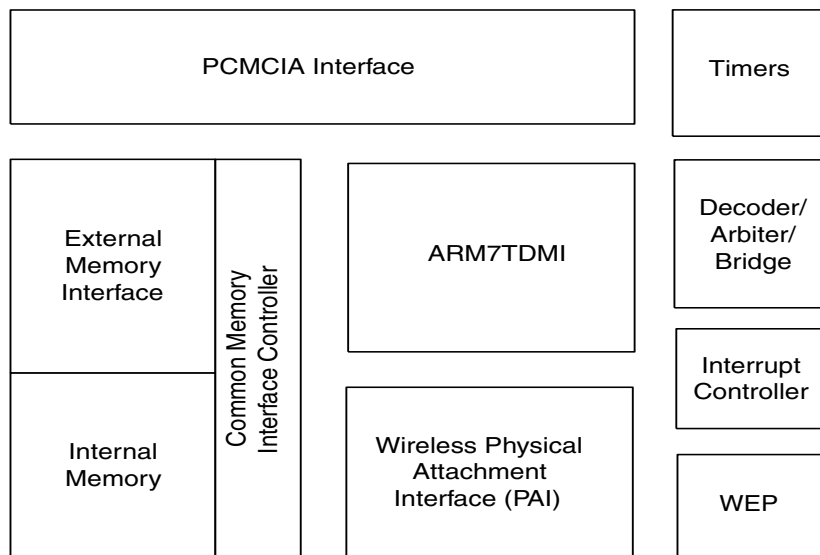 PCMCIA Interface
Timers
External
Memory
Interface
Common Memory
Interface Controller
ARM7TDMI
Decoder/
Arbiter/
Bridge
Interrupt
Controller
Internal
Memory
Wireless Physical
Attachment
Interface (PAI)
WEP